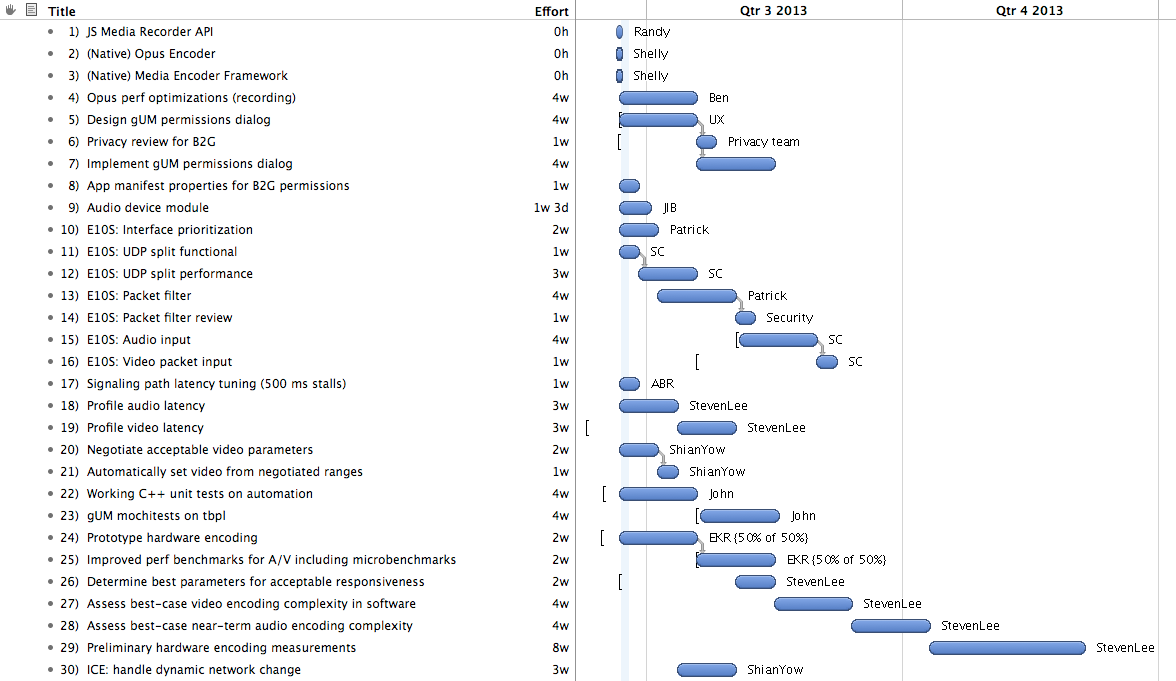 Title Effort Qtr 3 2013 Qtr 4 2013
1) JS Media Recorder API 0h Randy
2) (Native) Opus Encoder 0h Shelly
3) (Native) Media Encoder Framework 0h Shelly
4) Opus perf optimizations (recording) 4w Ben
5) Design gUM permissions dialog 4w UX
6) Privacy review for B2G 1w Privacy team
7) Implement gUM permissions dialog 4w
8) App manifest properties for B2G permissions 1w
9) Audio device module 1w 3d JIB
10) E10S: Interface prioritization 2w Patrick
11) E10S: UDP split functional 1w SC
12) E10S: UDP split performance 3w SC
13) E10S: Packet filter 4w Patrick
14) E10S: Packet filter review 1w Security
15) E10S: Audio input 4w SC
16) E10S: Video packet input 1w SC
17) Signaling path latency tuning (500 ms stalls) 1w ABR
18) Profile audio latency 3w StevenLee
19) Profile video latency 3w StevenLee
20) Negotiate acceptable video parameters 2w ShianYow
21) Automatically set video from negotiated ranges 1w ShianYow
22) Working C++ unit tests on automation 4w John
23) gUM mochitests on tbpl 4w John
24) Prototype hardware encoding 2w EKR {50% of 50%}
25) Improved perf benchmarks for A/V including microbenchmarks 2w EKR {50% of 50%}
26) Determine best parameters for acceptable responsiveness 2w StevenLee
27) Assess best-case video encoding complexity in software 4w StevenLee
28) Assess best-case near-term audio encoding complexity 4w StevenLee
29) Preliminary hardware encoding measurements 8w StevenLee
30) ICE: handle dynamic network change 3w ShianYow